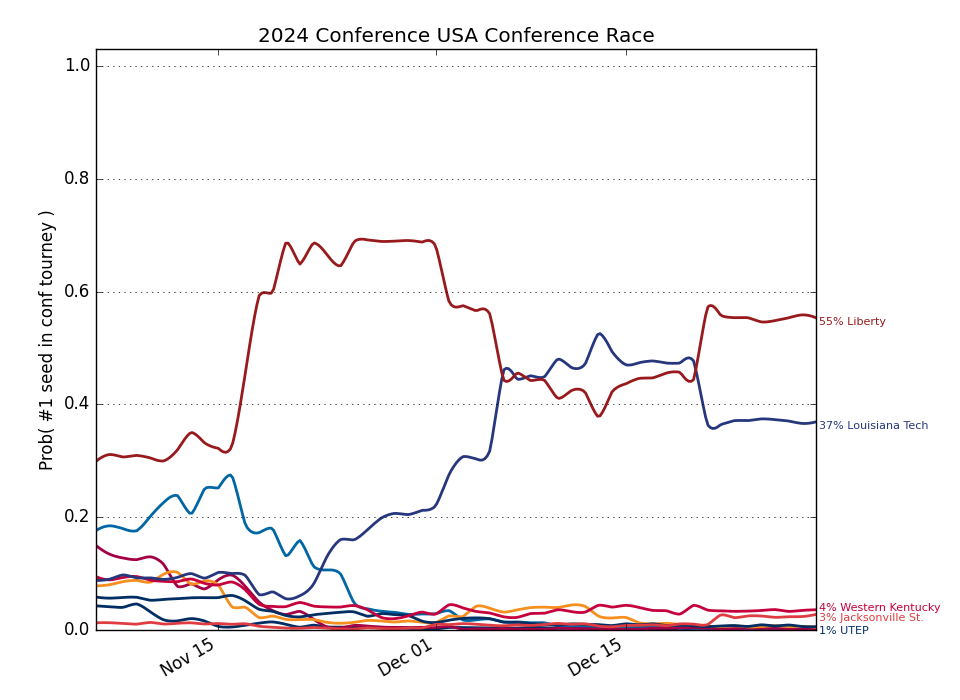 2024 Conference USA Conference Race
Prob( #1 seed in conf tourney )
1.0
0.8
0.6
0.4
0.2
0.0
Nov 15
Dec 01
Dec 15
55% Liberty
37% Louisiana Tech
4% Western Kentucky
3% Jacksonville St.
1% UTEP